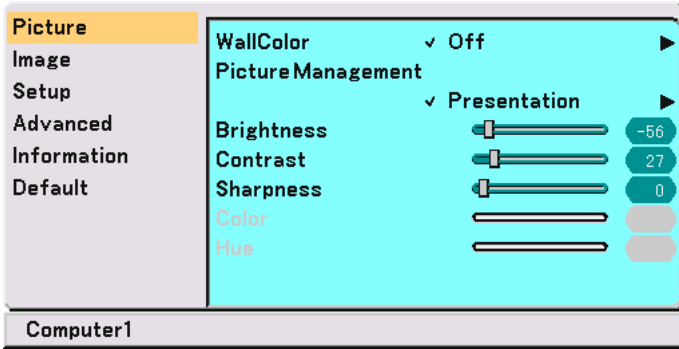 Picture
Image
Setup
Advanced
Information
Default
WallColor ✓ Off ▶
Picture Management
✓ Presentation ▶
Brightness -56
Contrast 27
Sharpness 0
Color
Hue
Computer1